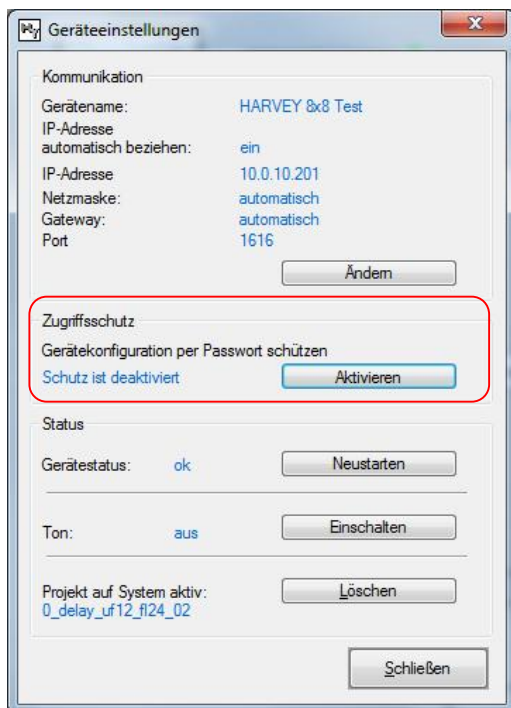 Geräteeinstellungen
Kommunikation
Gerätename: HARVEY 8x8 Test
IP-Adresse
automatisch beziehen: ein
IP-Adresse 10.0.10.201
Netzmaske: automatisch
Gateway: automatisch
Port 1616
Ändern
Zugriffsschutz
Gerätekonfiguration per Passwort schützen
Schutz ist deaktiviert Aktivieren
Status
Gerätestatus: ok Neustarten
Ton: aus Einschalten
Projekt auf System aktiv: Löschen
0_delay_uf12_fl24_02
Schließen